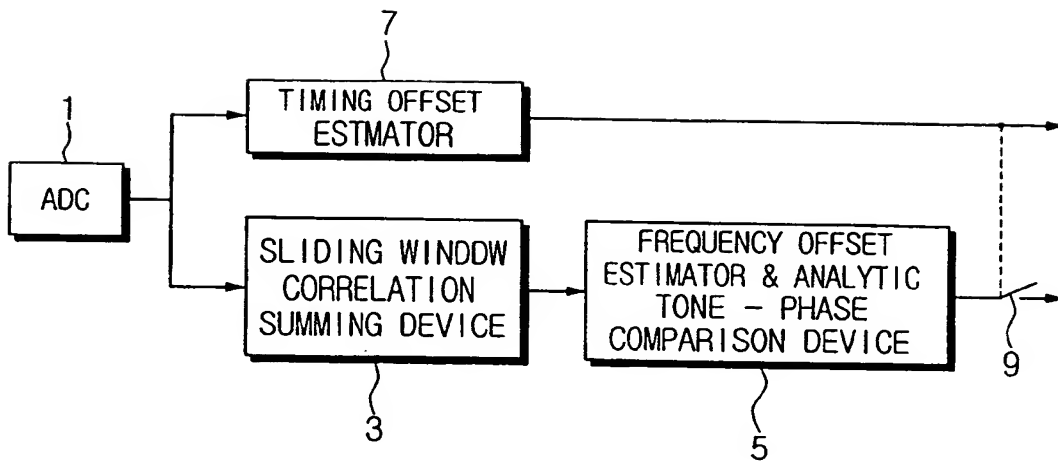 7
TIMING OFFSET
ESTMATOR
1
ADC
SLIDING WINDDW
CORRELATION
SUMMING DEVICE
3
FREQUENCY OFFSET
ESTIMATOR & ANALYTIC
TONE – PHASE
COMPARISON DEVICE
5
9